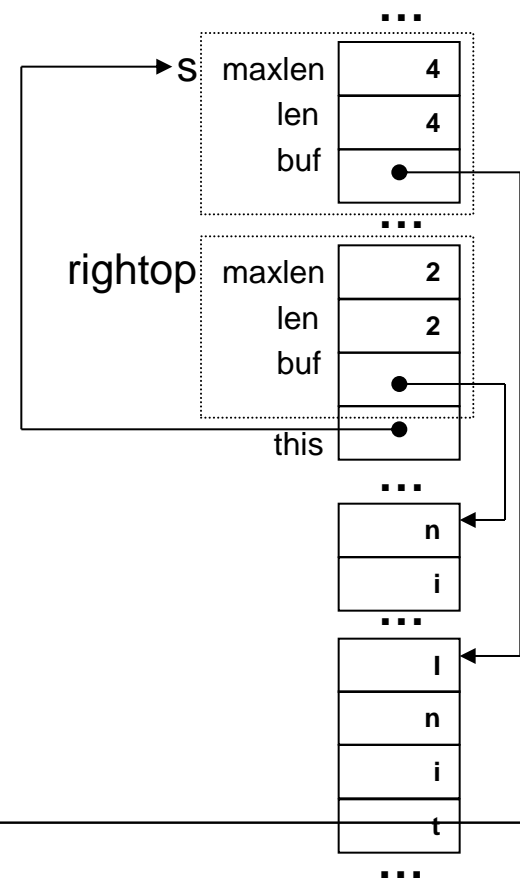 ...
s maxlen 4
len 4
buf
...
rightop maxlen 2
len 2
buf
this
...
n
i
...
I
n
i
t
...